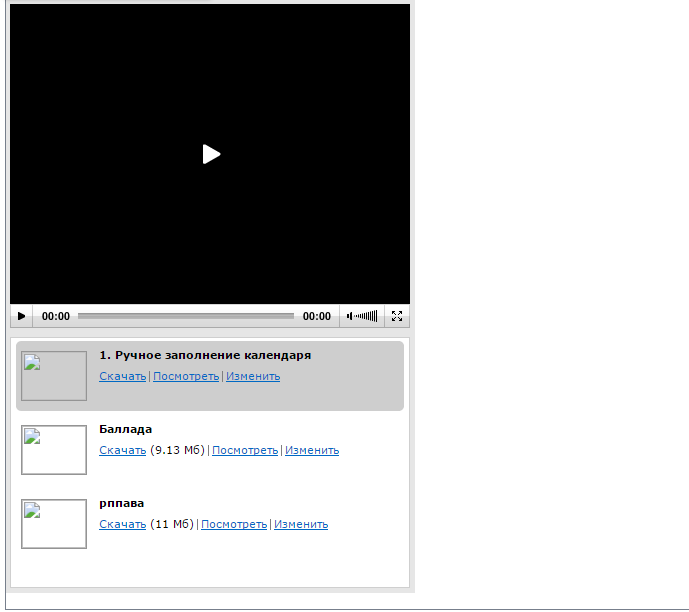 00:00 00:00
1. Ручное заполнение календаря
Скачать | Посмотреть | Изменить
Баллада
Скачать (9.13 Мб) | Посмотреть | Изменить
рппава
Скачать (11 Мб) | Посмотреть | Изменить